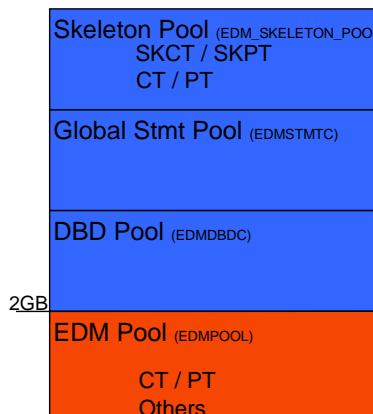 Skeleton Pool (EDM_SKELETON_POO
SKCT / SKPT
CT / PT
Global Stmt Pool (EDMSTMTC)
DBD Pool (EDMDBDC)
2GB
EDM Pool (EDMPOOL)
CT / PT
Others